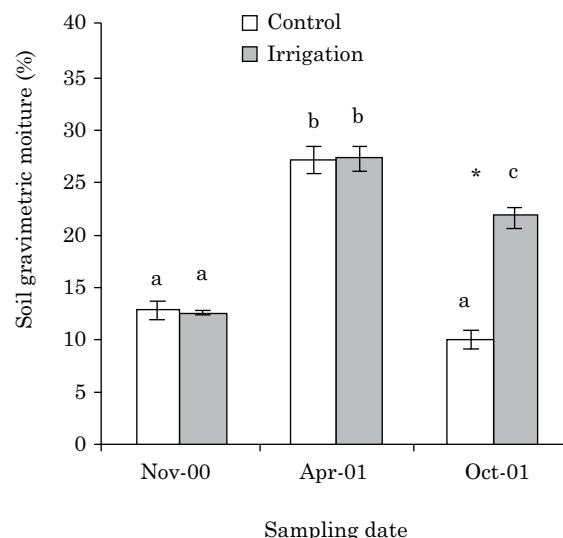 Control
Irrigation
Soil gravimetric moiture (%)
40
35
30
25
20
15
10
5
0
a
a
b
b
*
c
a
Nov-00
Apr-01
Oct-01
Sampling date